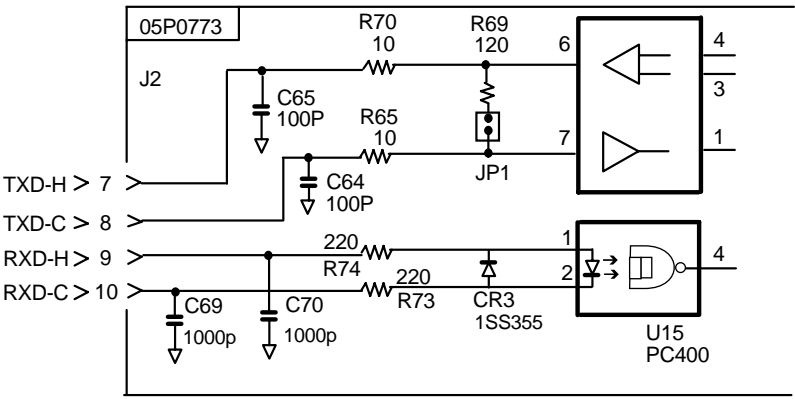 05P0773
J2
R70
10
R69
120
6
4
3
C65
100P
R65
10
JP1
7
1
TXD-H > 7
C64
100P
TXD-C > 8
RXD-H > 9
220
R74
1
4
RXD-C > 10
220
R73
2
C69
1000p
C70
1000p
CR3
1SS355
U15
PC400